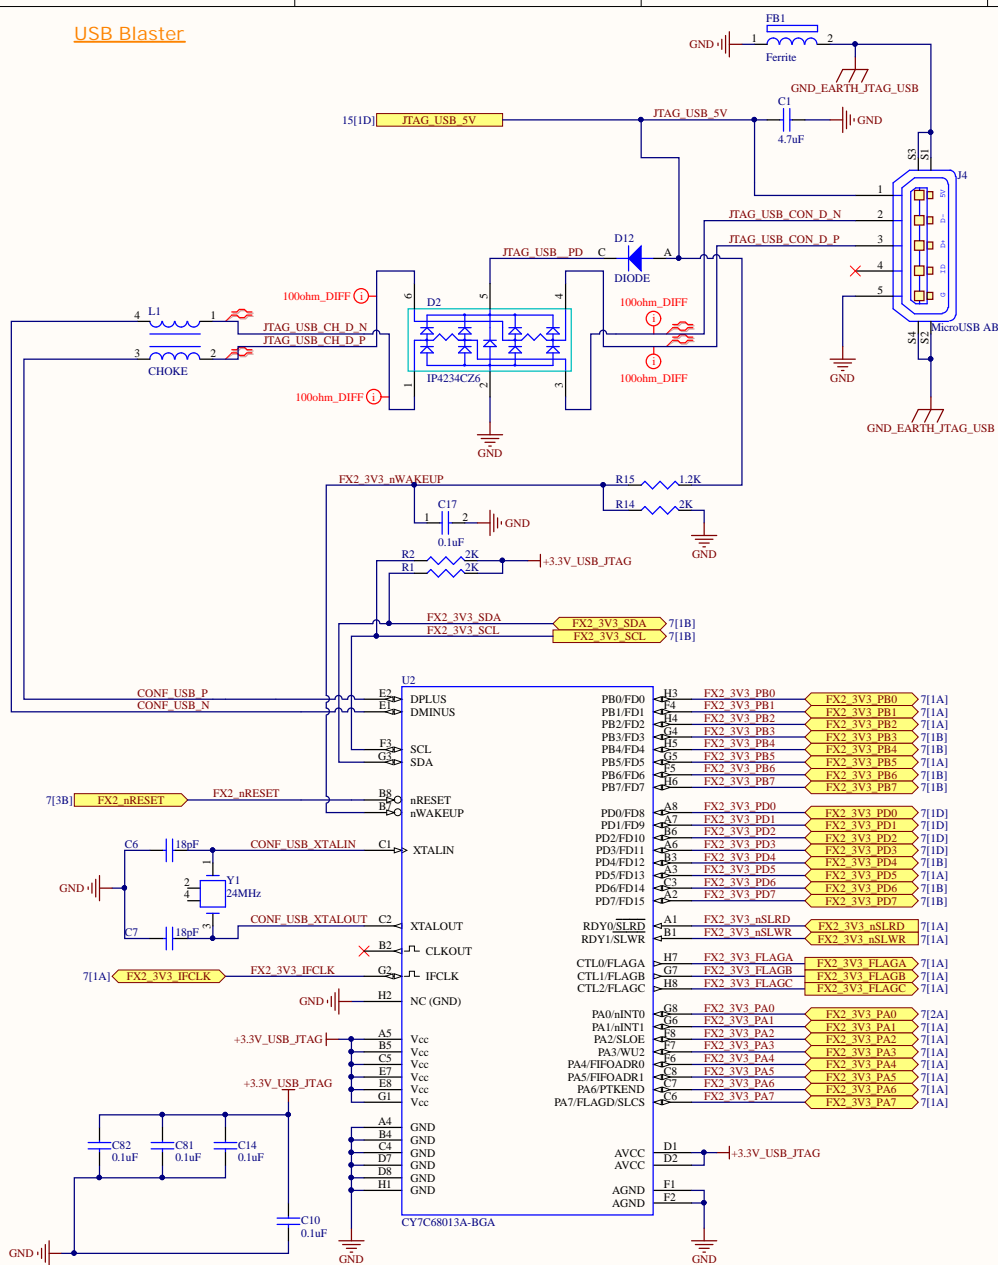 USB Blaster
FB1
GND
1
2
Ferrite
GND_EARTH_JTAG_USB
15[1D]
JTAG_USB_5V
JTAG_USB_5V
C1
4.7uF
GND
S3
S1
J4
1
5V
2
D-
3
D+
4
ID
5
G
MicroUSB AB
S4
S2
GND
GND_EARTH_JTAG_USB
JTAG_USB_CON_D_N
JTAG_USB_CON_D_P
D12
JTAG_USB_PD
C
A
DIODE
100ohm_DIFF
i
6
D2
5
4
100ohm_DIFF
i
L1
4
1
JTAG_USB_CH_D_N
JTAG_USB_CH_D_P
3
2
CHOKE
IP4234CZ6
i
100ohm_DIFF
100ohm_DIFF
i
1
2
3
GND
FX2_3V3_nWAKEUP
R15
1.2K
R14
2K
GND
C17
1
2
GND
0.1uF
R2
2K
R1
2K
+3.3V_USB_JTAG
FX2_3V3_SDA
FX2_3V3_SDA
7[1B]
FX2_3V3_SCL
FX2_3V3_SCL
7[1B]
U2
CONF_USB_P
E2
DPLUS
CONF_USB_N
E1
DMINUS
F3
SCL
G3
SDA
7[3B]
FX2_nRESET
FX2_nRESET
B8
nRESET
B7
nWAKEUP
C6
18pF
CONF_USB_XTALIN
C1
XTALIN
1
GND
2
4
Y1
24MHz
3
C7
18pF
CONF_USB_XTALOUT
C2
XTALOUT
B2
CLKOUT
7[1A]
FX2_3V3_IFCLK
FX2_3V3_IFCLK
G2
IFCLK
GND
H2
NC (GND)
+3.3V_USB_JTAG
A5
Vcc
B5
Vcc
C5
Vcc
E7
Vcc
E8
Vcc
G1
Vcc
A4
GND
B4
GND
C4
GND
D7
GND
D8
GND
H1
GND
GND
PB0/FD0 H3 FX2_3V3_PB0 FX2_3V3_PB0 7[1A]
PB1/FD1 F4 FX2_3V3_PB1 FX2_3V3_PB1 7[1A]
PB2/FD2 H4 FX2_3V3_PB2 FX2_3V3_PB2 7[1A]
PB3/FD3 G4 FX2_3V3_PB3 FX2_3V3_PB3 7[1B]
PB4/FD4 H5 FX2_3V3_PB4 FX2_3V3_PB4 7[1B]
PB5/FD5 G5 FX2_3V3_PB5 FX2_3V3_PB5 7[1A]
PB6/FD6 F5 FX2_3V3_PB6 FX2_3V3_PB6 7[1B]
PB7/FD7 H6 FX2_3V3_PB7 FX2_3V3_PB7 7[1B]
PD0/FD8 A8 FX2_3V3_PD0 FX2_3V3_PD0 7[1D]
PD1/FD9 A7 FX2_3V3_PD1 FX2_3V3_PD1 7[1B]
PD2/FD10 B6 FX2_3V3_PD2 FX2_3V3_PD2 7[1D]
PD3/FD11 A6 FX2_3V3_PD3 FX2_3V3_PD3 7[1D]
PD4/FD12 B3 FX2_3V3_PD4 FX2_3V3_PD4 7[1B]
PD5/FD13 A3 FX2_3V3_PD5 FX2_3V3_PD5 7[1A]
PD6/FD14 C3 FX2_3V3_PD6 FX2_3V3_PD6 7[1B]
PD7/FD15 A2 FX2_3V3_PD7 FX2_3V3_PD7 7[1B]
RDY0/SLRD A1 FX2_3V3_nSLRD FX2_3V3_nSLRD 7[1A]
RDY1/SLWR B1 FX2_3V3_nSLWR FX2_3V3_nSLWR 7[1A]
CTL0/FLAGA H7 FX2_3V3_FLAGA FX2_3V3_FLAGA 7[1A]
CTL1/FLAGB G7 FX2_3V3_FLAGB FX2_3V3_FLAGB 7[1A]
CTL2/FLAGC H8 FX2_3V3_FLAGC FX2_3V3_FLAGC 7[1A]
PA0/nINT0 G8 FX2_3V3_PA0 FX2_3V3_PA0 7[2A]
PA1/nINT1 G6 FX2_3V3_PA1 FX2_3V3_PA1 7[1A]
PA2/SLOE F8 FX2_3V3_PA2 FX2_3V3_PA2 7[1A]
PA3/WU2 F7 FX2_3V3_PA3 FX2_3V3_PA3 7[1A]
PA4/FIFOADR0 F6 FX2_3V3_PA4 FX2_3V3_PA4 7[1A]
PA5/FIFOADR1 C8 FX2_3V3_PA5 FX2_3V3_PA5 7[1A]
PA6/PTKEND C7 FX2_3V3_PA6 FX2_3V3_PA6 7[1A]
PA7/FLAGD/SLCS C6 FX2_3V3_PA7 FX2_3V3_PA7 7[1A]
AVCC D1
AVCC D2
+3.3V_USB_JTAG
AGND F1
AGND F2
GND
CY7C68013A-BGA
+3.3V_USB_JTAG
C82
0.1uF
C81
0.1uF
C14
0.1uF
C10
0.1uF
GND